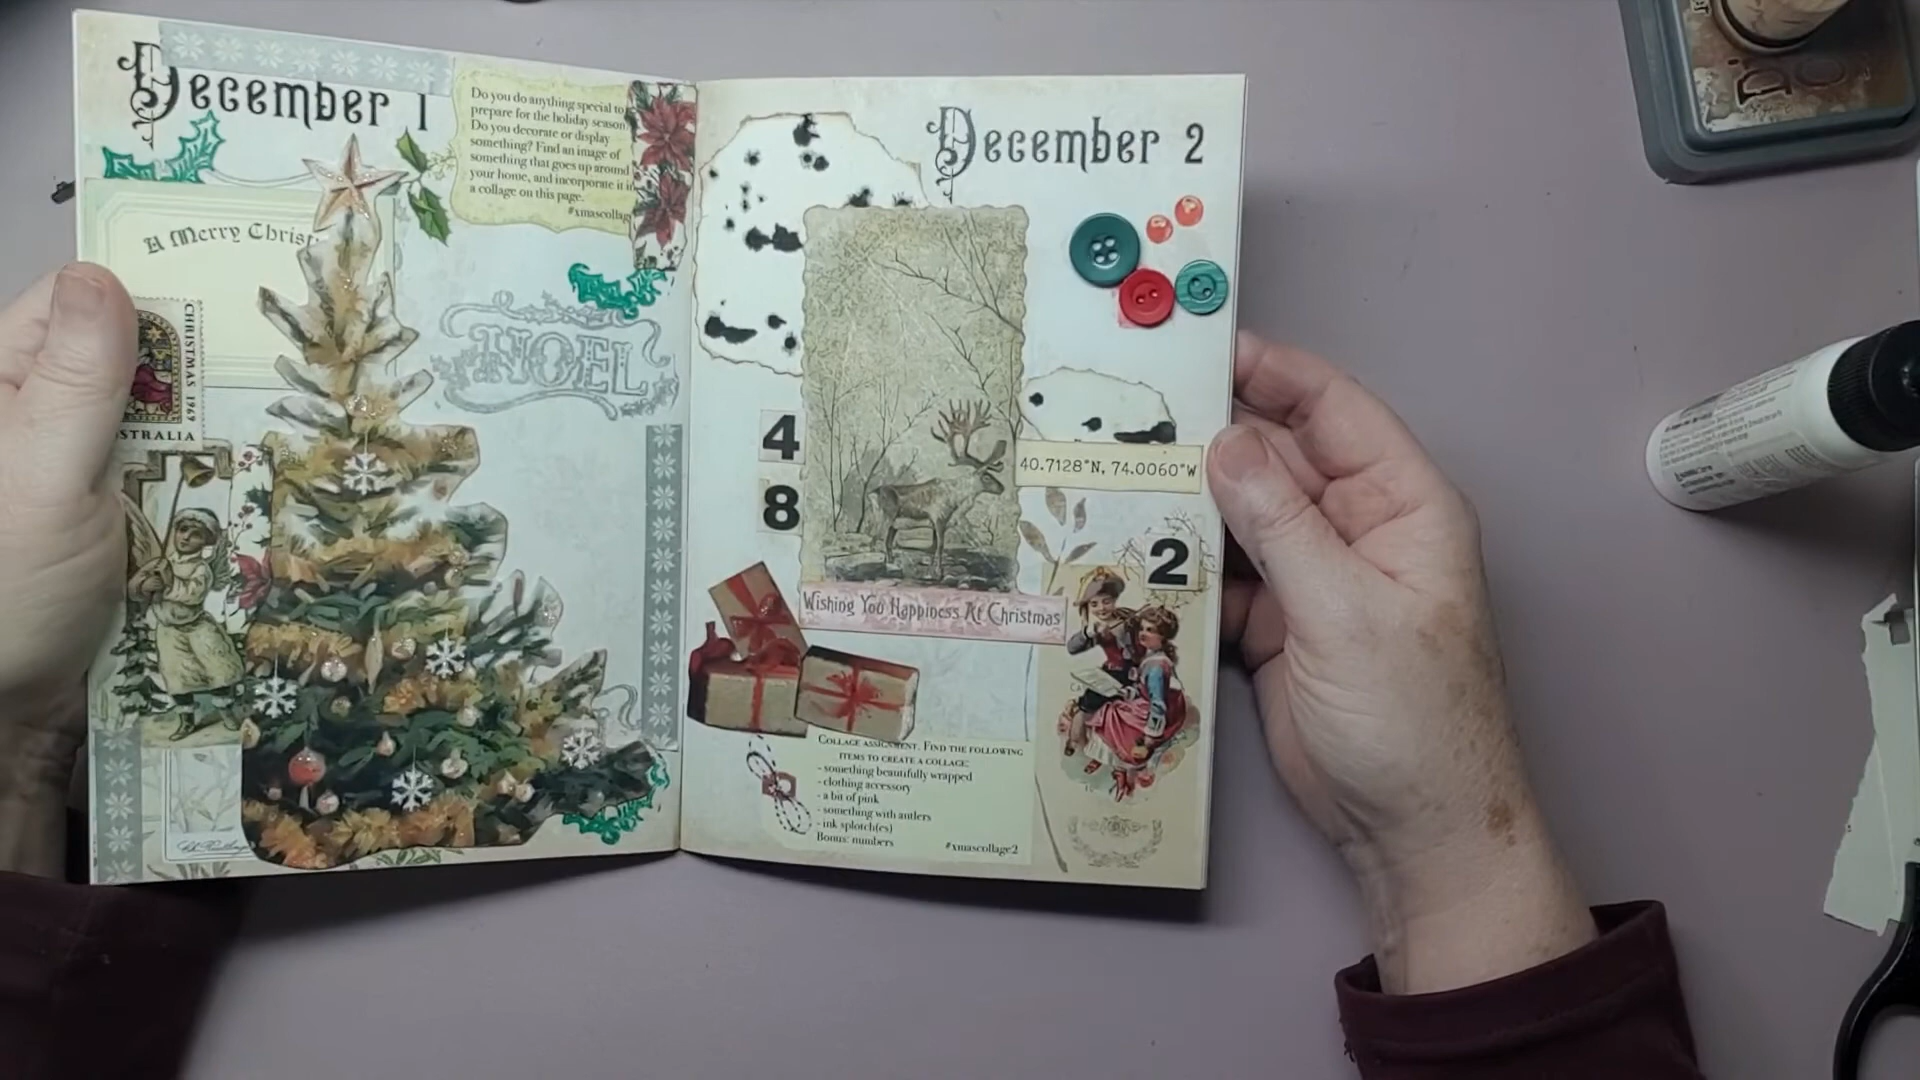 December 1
Do you do anything special to
prepare for the holiday season
Do you decorate or display
something? Find an image of
something that goes up around
your home, and incorporate it in
a collage on this page.
#xmascollag
A Merry Christ
CHRISTMAS 1969
STRALIA
NOEL
December 2
4
8
40.7128°N, 74.0060°W
2
Wishing You Happiness At Christmas
COLLAGE ASSIGNMENT. FIND THE FOLLOWING
ITEMS TO CREATE A COLLAGE:
- something beautifully wrapped
- clothing accessory
- a bit of pink
- something with antlers
- ink splotch(es)
Bonus: numbers
#xmascollage2